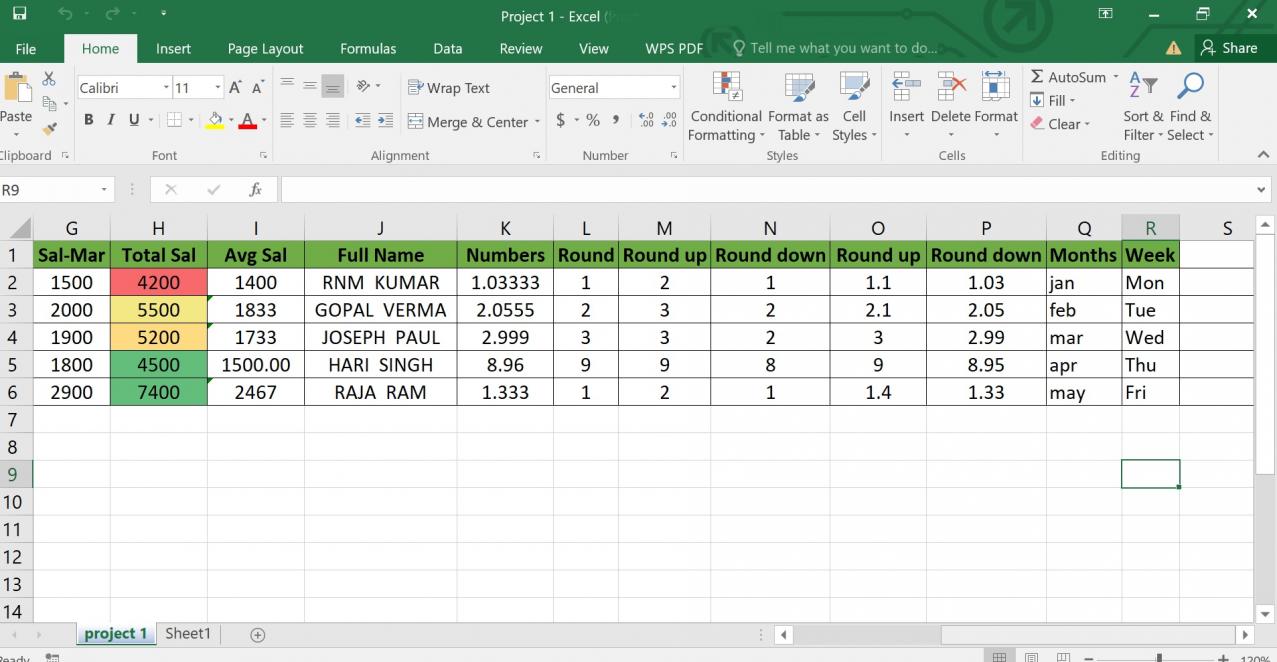 Project 1 - Excel
File Home Insert Page Layout Formulas Data Review View WPS PDF Tell me what you want to do... Share
Calibri 11 A A Wrap Text General AutoSum
Paste Conditional Format as Cell Insert Delete Format Fill Sort & Find &
B I U A Merge & Center $ % , Formatting Table Styles Clear Filter Select
Clipboard Font Alignment Number Styles Cells Editing
R9 fx
G H I J K L M N O P Q R S
1 Sal-Mar Total Sal Avg Sal Full Name Numbers Round Round up Round down Round up Round down Months Week
2 1500 4200 1400 RNM KUMAR 1.03333 1 2 1 1.1 1.03 jan Mon
3 2000 5500 1833 GOPAL VERMA 2.0555 2 3 2 2.1 2.05 feb Tue
4 1900 5200 1733 JOSEPH PAUL 2.999 3 3 2 3 2.99 mar Wed
5 1800 4500 1500.00 HARI SINGH 8.96 9 9 8 9 8.95 apr Thu
6 2900 7400 2467 RAJA RAM 1.333 1 2 1 1.4 1.33 may Fri
7
8
9
10
11
12
13
14
project 1 Sheet1
Ready 120%